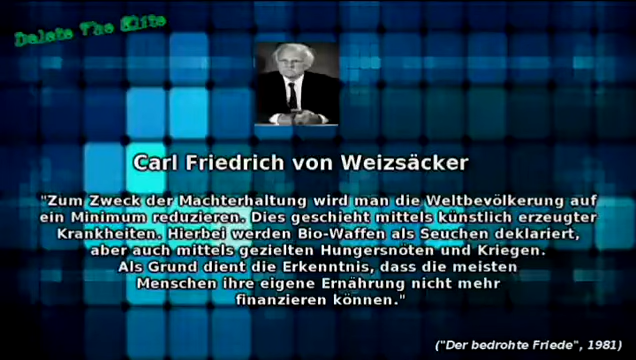 Delete The Elite
Carl Friedrich von Weizsäcker
"Zum Zweck der Machterhaltung wird man die Weltbevölkerung auf
ein Minimum reduzieren. Dies geschieht mittels künstlich erzeugter
Krankheiten. Hierbei werden Bio-Waffen als Seuchen deklariert,
aber auch mittels gezielten Hungersnöten und Kriegen.
Als Grund dient die Erkenntnis, dass die meisten
Menschen ihre eigene Ernährung nicht mehr
finanzieren können."
("Der bedrohte Friede", 1981)